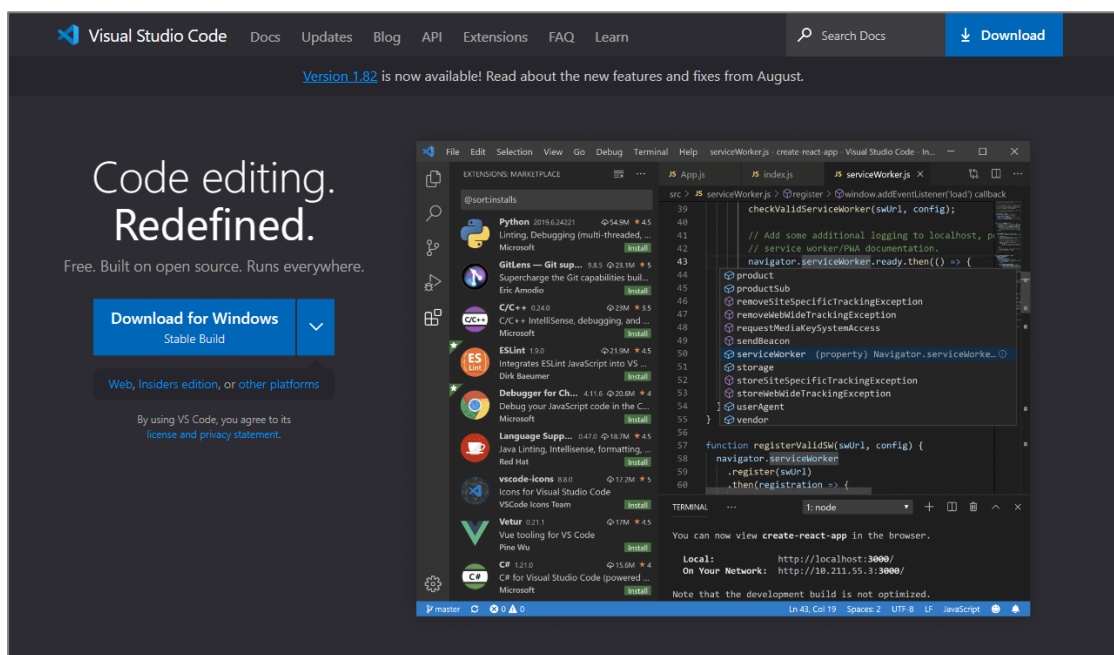 Visual Studio Code Docs Updates Blog API Extensions FAQ Learn Search Docs Download
Version 1.82 is now available! Read about the new features and fixes from August.
Code editing.
Redefined.
Free. Built on open source. Runs everywhere.
Download for Windows
Stable Build
Web, Insiders edition, or other platforms
By using VS Code, you agree to its
license and privacy statement.
File Edit Selection View Go Debug Terminal Help serviceWorker.js - create-react-app - Visual Studio Code - In...
EXTENSIONS: MARKETPLACE
@sort:installs
Python 2019.6.24221 54.9M ★ 4.5
Linting, Debugging (multi-threaded, ...
Microsoft Install
GitLens — Git sup... 9.8.5 23.1M ★ 5
Supercharge the Git capabilities buil...
Eric Amodio Install
C/C++ 0.24.0 23M ★ 3.5
C/C++ IntelliSense, debugging, and ...
Microsoft Install
ESLint 1.9.0 21.9M ★ 4.5
Integrates ESLint JavaScript into VS ...
Dirk Baeumer Install
Debugger for Ch... 4.11.6 20.6M ★ 4
Debug your JavaScript code in the C...
Microsoft Install
Language Supp... 0.47.0 18.7M ★ 4.5
Java Linting, Intellisense, formatting, ...
Red Hat Install
vscode-icons 8.8.0 17.2M ★ 5
Icons for Visual Studio Code
VSCode Icons Team Install
Vetur 0.21.1 17M ★ 4.5
Vue tooling for VS Code
Pine Wu Install
C# 1.21.0 15.6M ★ 4
C# for Visual Studio Code (powered ...
Microsoft Install
C/C++
ES
Lint
C#
JS App.js JS index.js JS serviceWorker.js
src > JS serviceWorker.js > register > window.addEventListener('load') callback
39 checkValidServiceWorker(swUrl, config);
40
41 // Add some additional logging to localhost, p
42 // service worker/PWA documentation.
43 navigator.serviceWorker.ready.then(() => {
44 product
45 productSub
46 removeSiteSpecificTrackingException
47 removeWebWideTrackingException
48 requestMediaKeySystemAccess
49 sendBeacon
50 serviceWorker (property) Navigator.serviceWorke...
51 storage
52 storeSiteSpecificTrackingException
53 storeWebWideTrackingException
54 } userAgent
55 } vendor
56
57 function registerValidSW(swUrl, config) {
58 navigator.serviceWorker
59 .register(swUrl)
60 .then(registration => {
TERMINAL ... 1: node
You can now view create-react-app in the browser.
Local: http://localhost:3000/
On Your Network: http://10.211.55.3:3000/
Note that the development build is not optimized.
master 0 0 Ln 43, Col 19 Spaces: 2 UTF-8 LF JavaScript